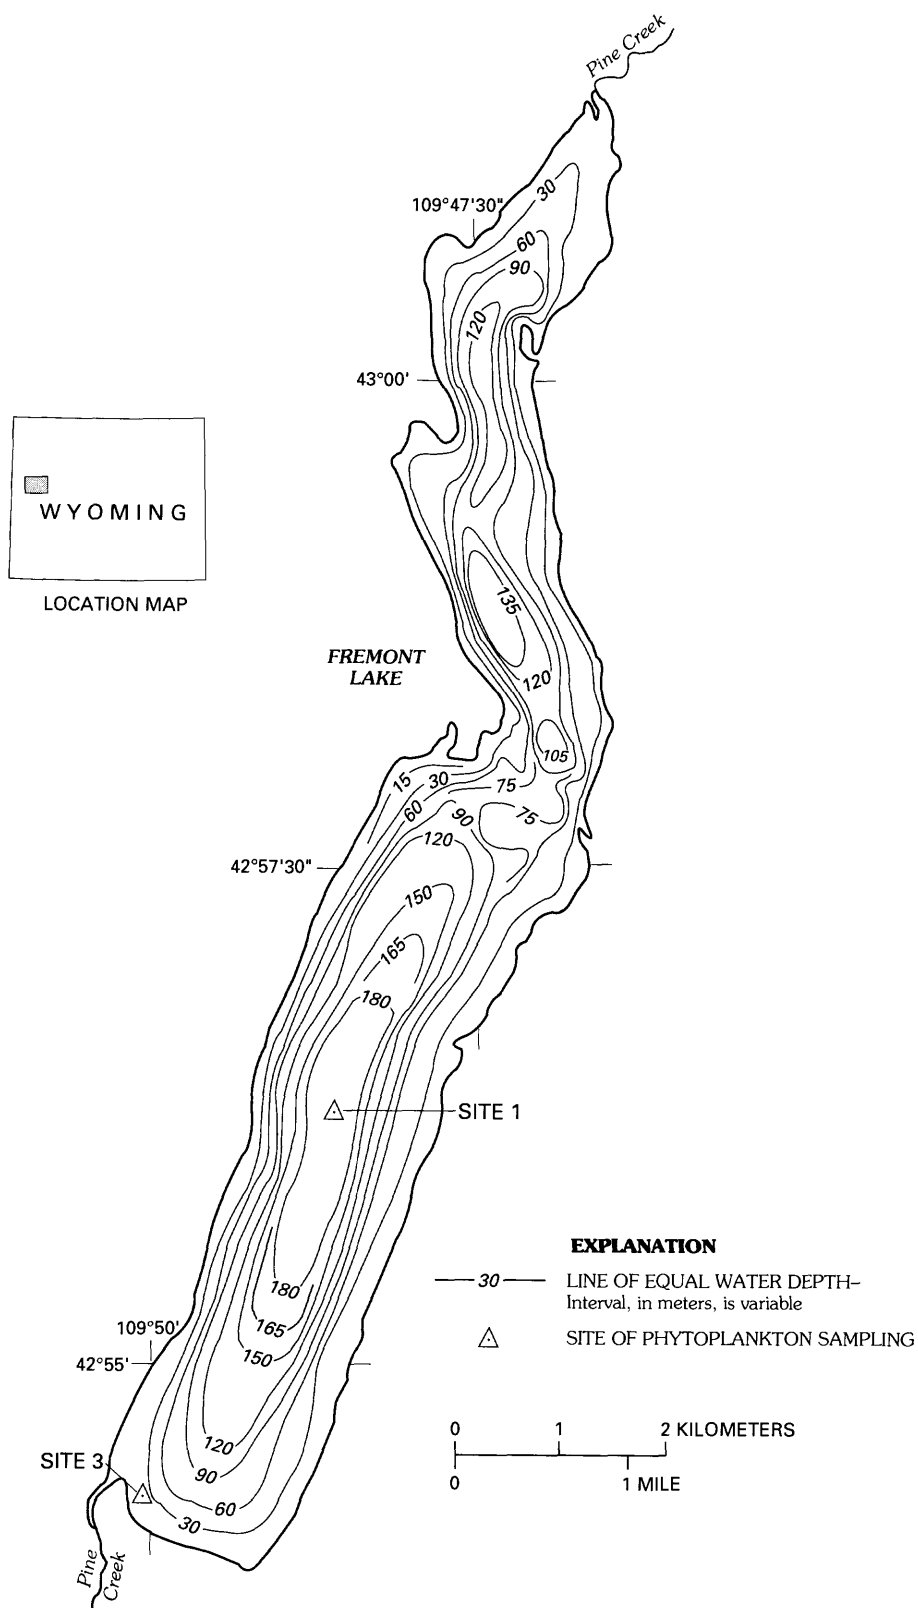 Pine Creek
30
109°47'30"
60
90
120
43°00'
WYOMING
LOCATION MAP
135
FREMONT
LAKE
120
105
15
30
75
60
90
75
120
42°57'30"
150
165
180
SITE 1
EXPLANATION
180
30
LINE OF EQUAL WATER DEPTH–
Interval, in meters, is variable
165
109°50'
SITE OF PHYTOPLANKTON SAMPLING
150
42°55'
0 1 2 KILOMETERS
120
SITE 3
90
0 1 MILE
60
30
Pine
Creek